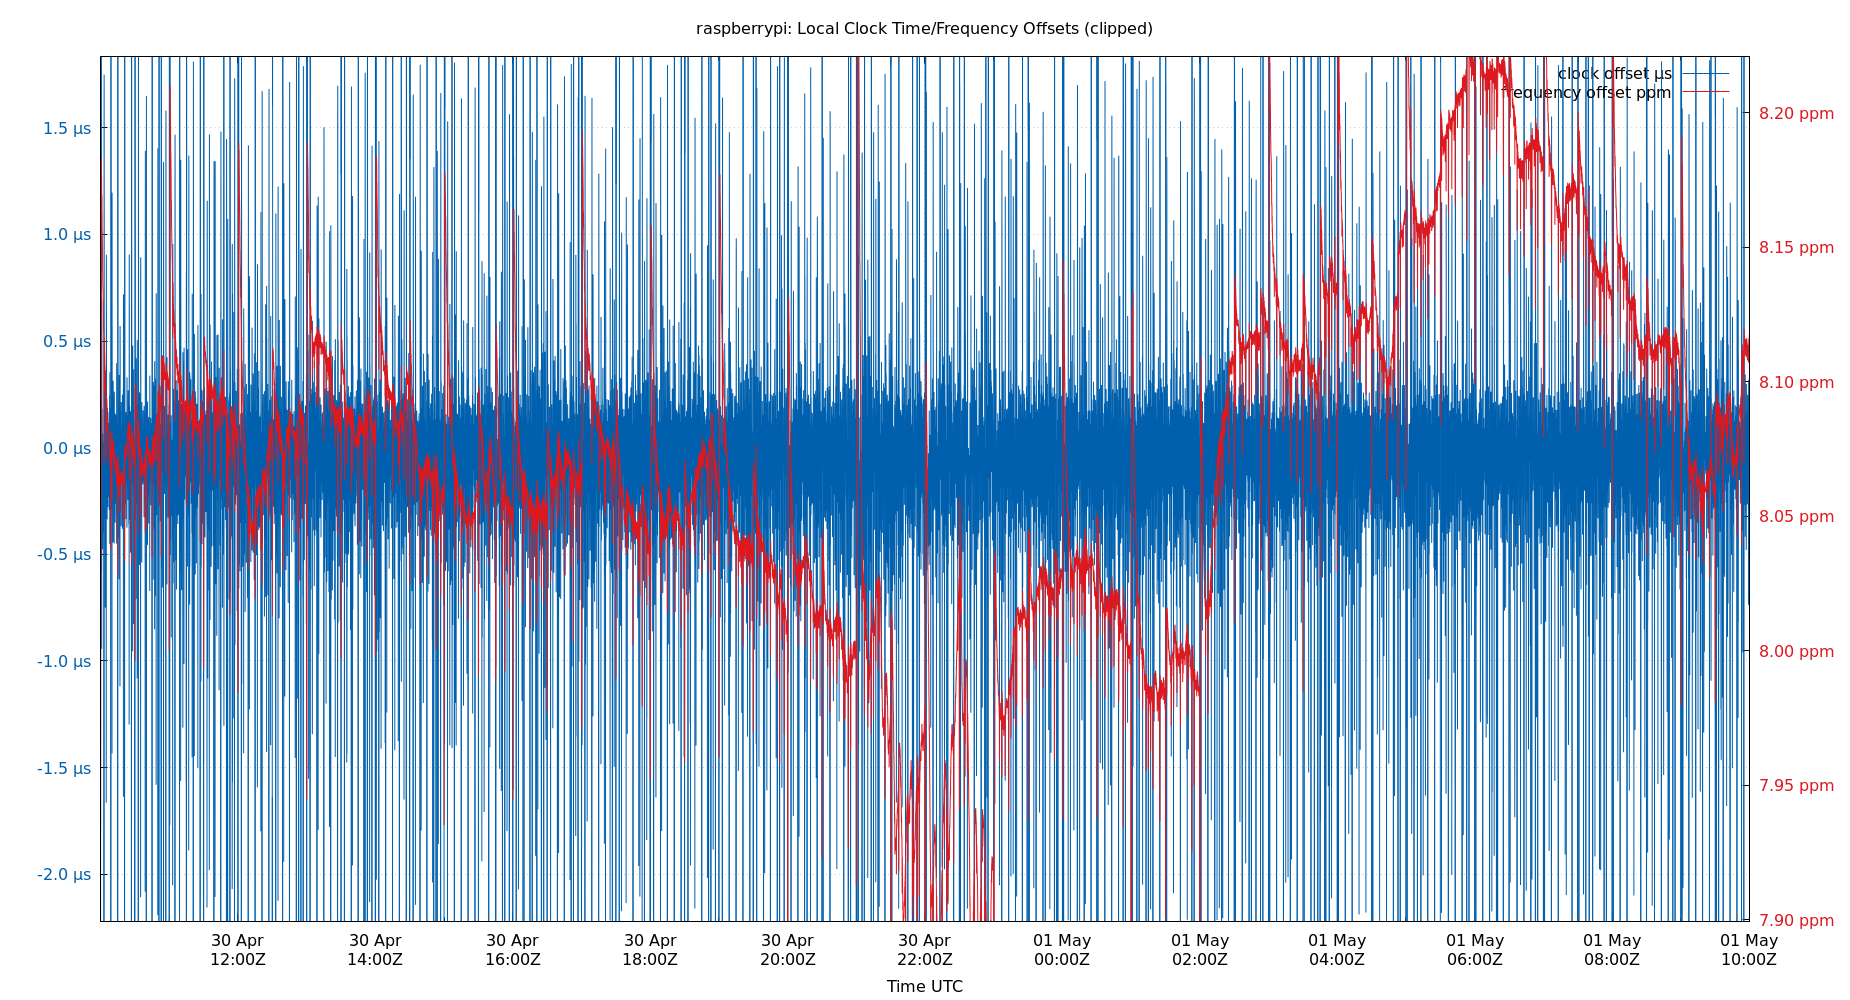 raspberrypi: Local Clock Time/Frequency Offsets (clipped)
clock offset µs
frequency offset ppm
1.5 µs
1.0 µs
0.5 µs
0.0 µs
-0.5 µs
-1.0 µs
-1.5 µs
-2.0 µs
8.20 ppm
8.15 ppm
8.10 ppm
8.05 ppm
8.00 ppm
7.95 ppm
7.90 ppm
30 Apr
12:00Z
30 Apr
14:00Z
30 Apr
16:00Z
30 Apr
18:00Z
30 Apr
20:00Z
30 Apr
22:00Z
01 May
00:00Z
01 May
02:00Z
01 May
04:00Z
01 May
06:00Z
01 May
08:00Z
01 May
10:00Z
Time UTC